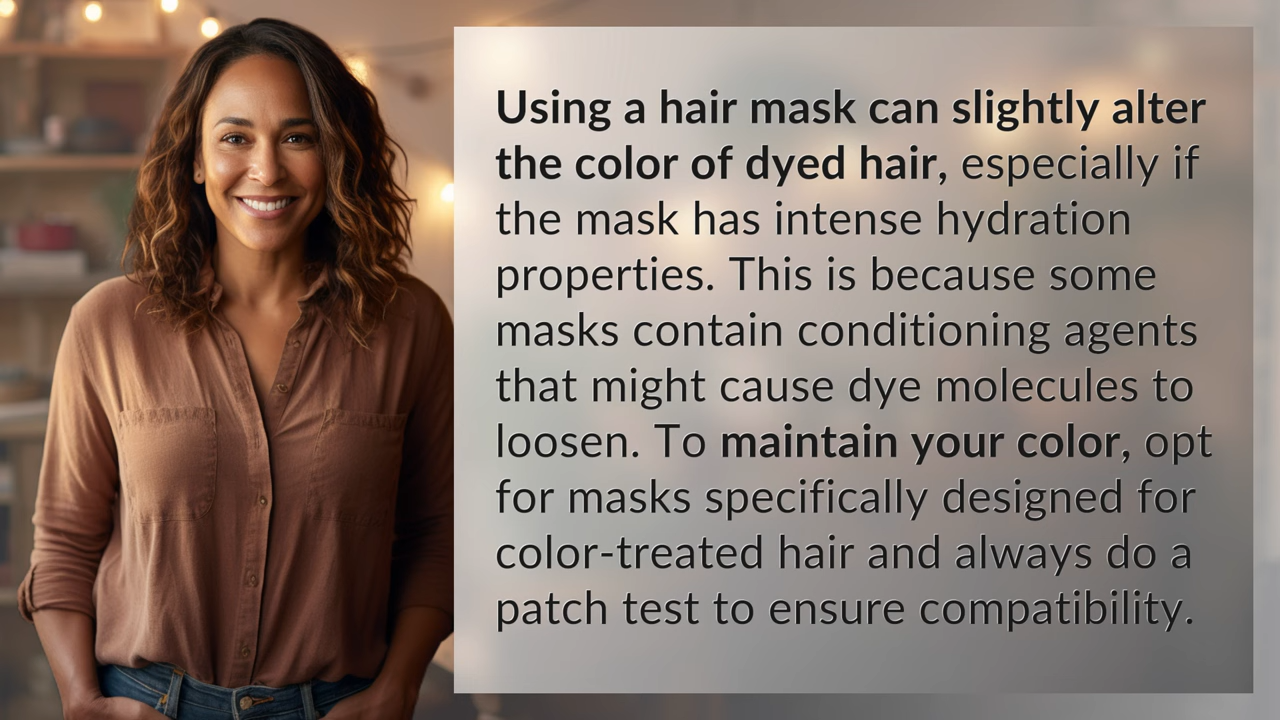 Using a hair mask can slightly alter
the color of dyed hair, especially if
the mask has intense hydration
properties. This is because some
masks contain conditioning agents
that might cause dye molecules to
loosen. To maintain your color, opt
for masks specifically designed for
color-treated hair and always do a
patch test to ensure compatibility.